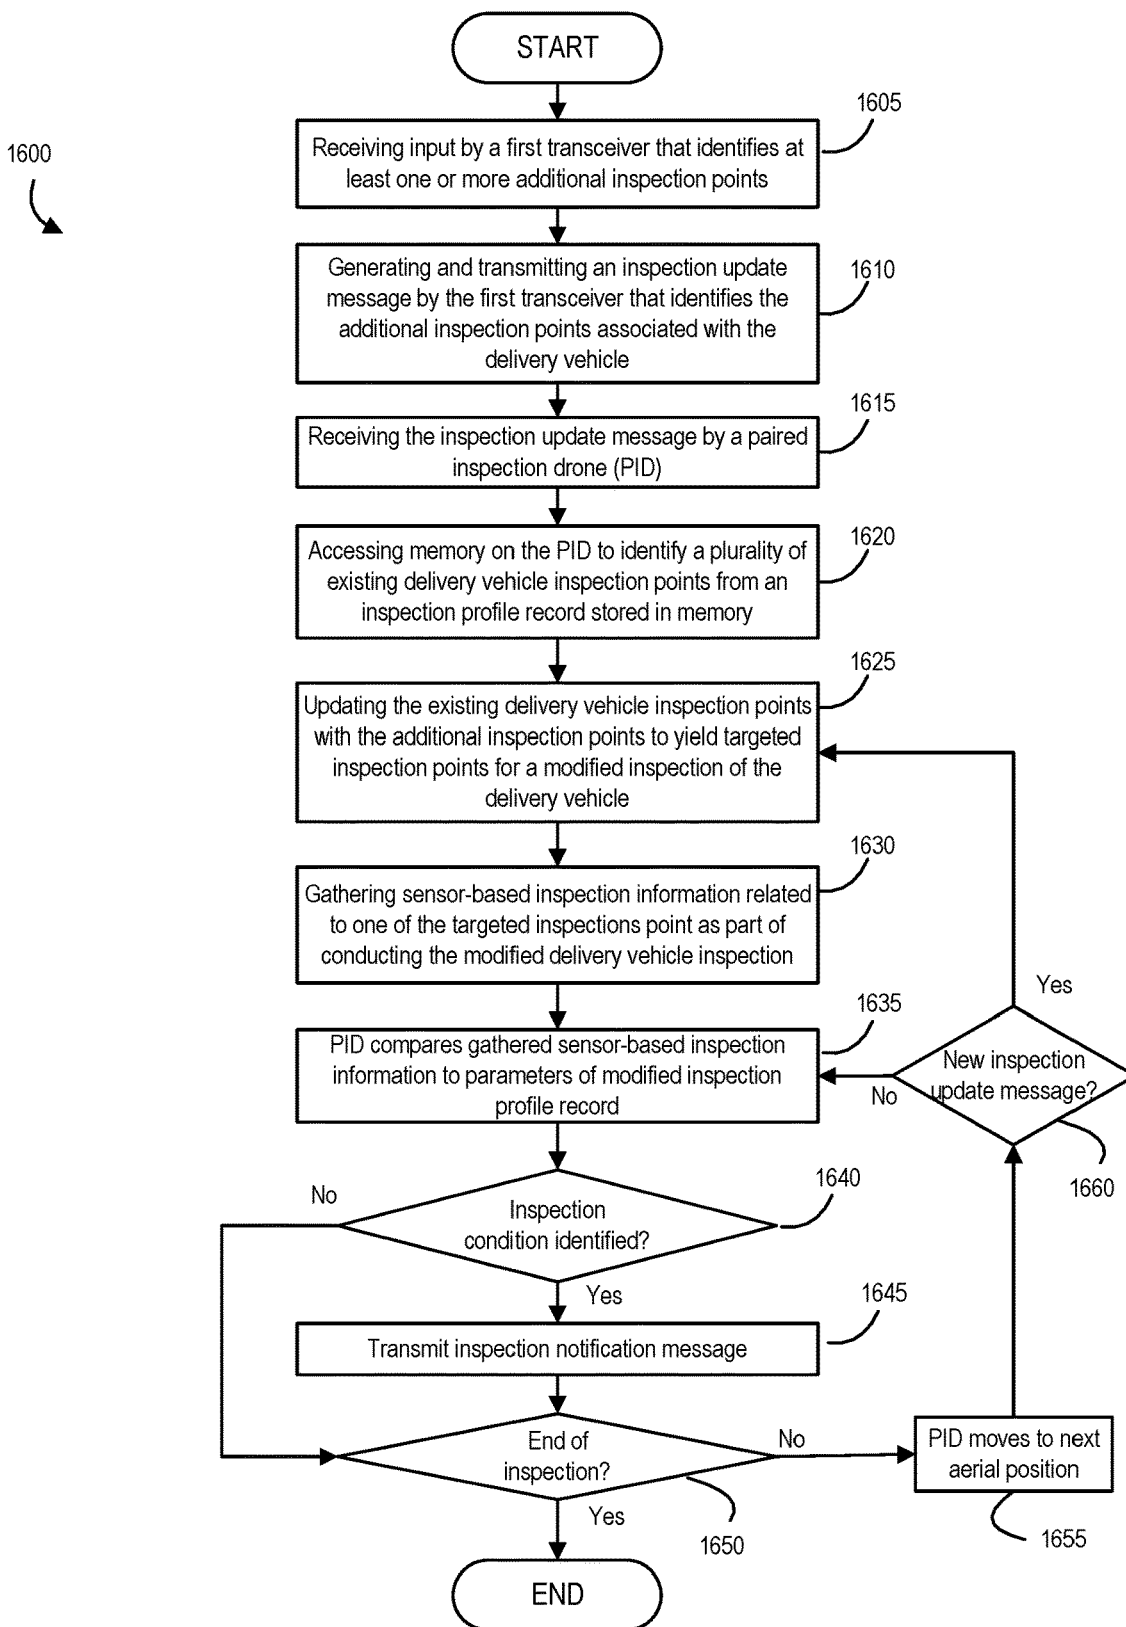 START
1605
1600
Receiving input by a first transceiver that identifies at
least one or more additional inspection points
1610
Generating and transmitting an inspection update
message by the first transceiver that identifies the
additional inspection points associated with the
delivery vehicle
1615
Receiving the inspection update message by a paired
inspection drone (PID)
1620
Accessing memory on the PID to identify a plurality of
existing delivery vehicle inspection points from an
inspection profile record stored in memory
1625
Updating the existing delivery vehicle inspection points
with the additional inspection points to yield targeted
inspection points for a modified inspection of the
delivery vehicle
1630
Gathering sensor-based inspection information related
to one of the targeted inspections point as part of
conducting the modified delivery vehicle inspection
Yes
1635
PID compares gathered sensor-based inspection
information to parameters of modified inspection
profile record
New inspection
update message?
No
1660
No
1640
Inspection
condition identified?
Yes
1645
Transmit inspection notification message
End of
inspection?
No
PID moves to next
aerial position
Yes
1650
1655
END